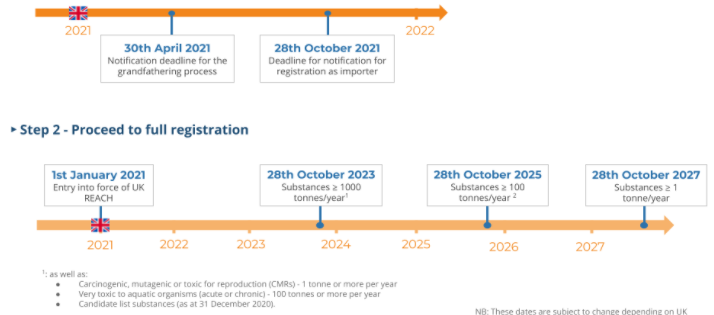 2021
2022
30th April 2021
Notification deadline for the
grandfathering process
28th October 2021
Deadline for notification for
registration as importer
▸ Step 2 - Proceed to full registration
1st January 2021
Entry into force of UK
REACH
28th October 2023
Substances ≥ 1000
tonnes/year¹
28th October 2025
Substances ≥ 100
tonnes/year ²
28th October 2027
Substances ≥ 1
tonne/year
2021
2022
2023
2024
2025
2026
2027
¹: as well as:
● Carcinogenic, mutagenic or toxic for reproduction (CMRs) - 1 tonne or more per year
● Very toxic to aquatic organisms (acute or chronic) - 100 tonnes or more per year
● Candidate list substances (as at 31 December 2020).
NB: These dates are subject to change depending on UK